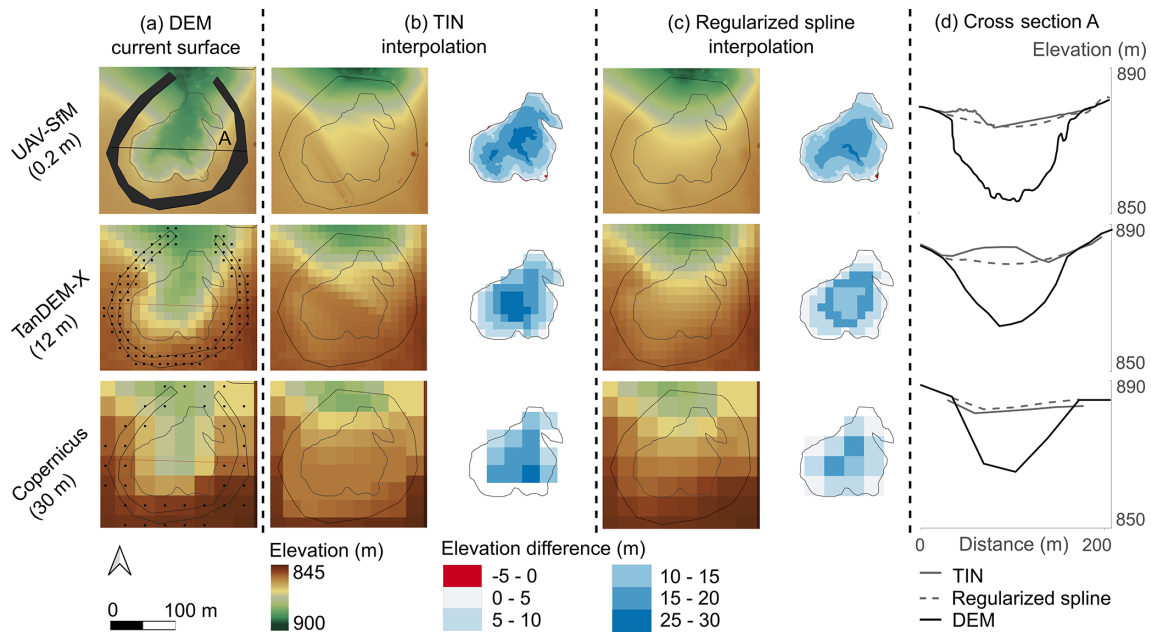 (a) DEM
current surface
(b) TIN
interpolation
(c) Regularized spline
interpolation
(d) Cross section A
Elevation (m)
UAV-SfM
(0.2 m)
A
890
850
TanDEM-X
(12 m)
890
850
Copernicus
(30 m)
890
850
0
Distance (m)
200
0
100 m
Elevation (m)
845
900
Elevation difference (m)
-5 - 0
0 - 5
5 - 10
10 - 15
15 - 20
25 - 30
TIN
Regularized spline
DEM